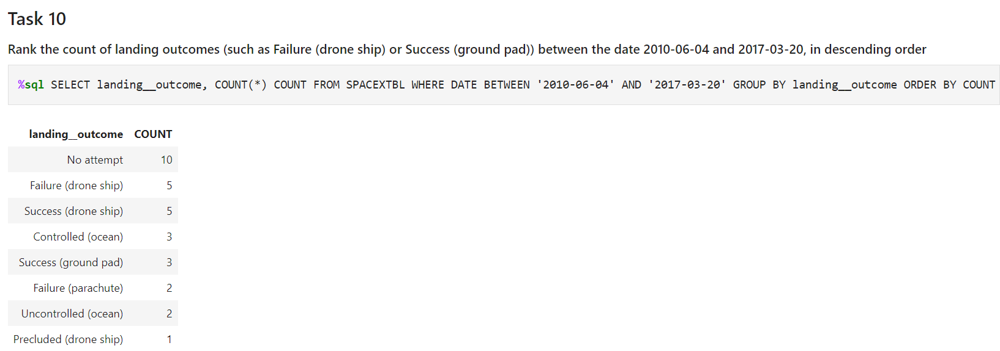 Task 10
Rank the count of landing outcomes (such as Failure (drone ship) or Success (ground pad)) between the date 2010-06-04 and 2017-03-20, in descending order
%sql SELECT landing__outcome, COUNT(*) COUNT FROM SPACEXTBL WHERE DATE BETWEEN '2010-06-04' AND '2017-03-20' GROUP BY landing__outcome ORDER BY COUNT
landing__outcome COUNT
No attempt 10
Failure (drone ship) 5
Success (drone ship) 5
Controlled (ocean) 3
Success (ground pad) 3
Failure (parachute) 2
Uncontrolled (ocean) 2
Precluded (drone ship) 1